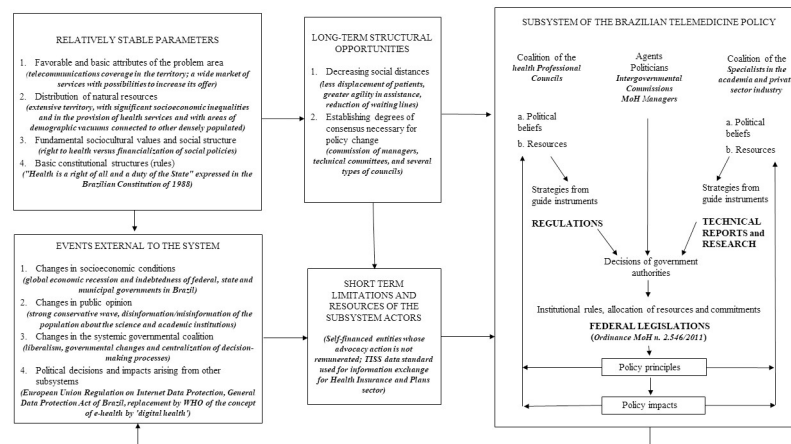 RELATIVELY STABLE PARAMETERS
1. Favorable and basic attributes of the problem area
(telecommunications coverage in the territory; a wide market of
services with possibilities to increase its offer)
2. Distribution of natural resources
(extensive territory, with significant socioeconomic inequalities
and in the provision of health services and with areas of
demographic vacuums connected to other densely populated)
3. Fundamental sociocultural values and social structure
(right to health versus financialization of social policies)
4. Basic constitutional structures (rules)
("Health is a right of all and a duty of the State" expressed in the
Brazilian Constitution of 1988)
LONG-TERM STRUCTURAL
OPPORTUNITIES
1. Decreasing social distances
(less displacement of patients,
greater agility in assistance,
reduction of waiting lines)
2. Establishing degrees of
consensus necessary for
policy change
(commission of managers,
technical committees, and several
types of councils)
EVENTS EXTERNAL TO THE SYSTEM
1. Changes in socioeconomic conditions
(global economic recession and indebtedness of federal, state and
municipal governments in Brazil)
2. Changes in public opinion
(strong conservative wave, disinformation/misinformation of the
population about the science and academic institutions)
3. Changes in the systemic governmental coalition
(liberalism, governmental changes and centralization of decision-
making processes)
4. Political decisions and impacts arising from other
subsystems
(European Union Regulation on Internet Data Protection, General
Data Protection Act of Brazil, replacement by WHO of the concept
of e-health by 'digital health')
SHORT TERM
LIMITATIONS AND
RESOURCES OF THE
SUBSYSTEM ACTORS
(Self-financed entities whose
advocacy action is not
remunerated; TISS data standard
used for information exchange
for Health Insurance and Plans
sector)
SUBSYSTEM OF THE BRAZILIAN TELEMEDICINE POLICY
Coalition of the
health Professional
Councils
a. Political
beliefs
b. Resources
Strategies from
guide instruments
REGULATIONS
Agents
Politicians
Intergovernmental
Commissions
MoH Managers
Coalition of the
Specialists in the
academia and private
sector industry
a. Political
beliefs
b. Resources
Strategies from
guide instruments
TECHNICAL
REPORTS and
RESEARCH
Decisions of government
authorities
Institutional rules, allocation of resources and commitments
FEDERAL LEGISLATIONS
(Ordinance MoH n. 2.546/2011)
Policy principles
Policy impacts